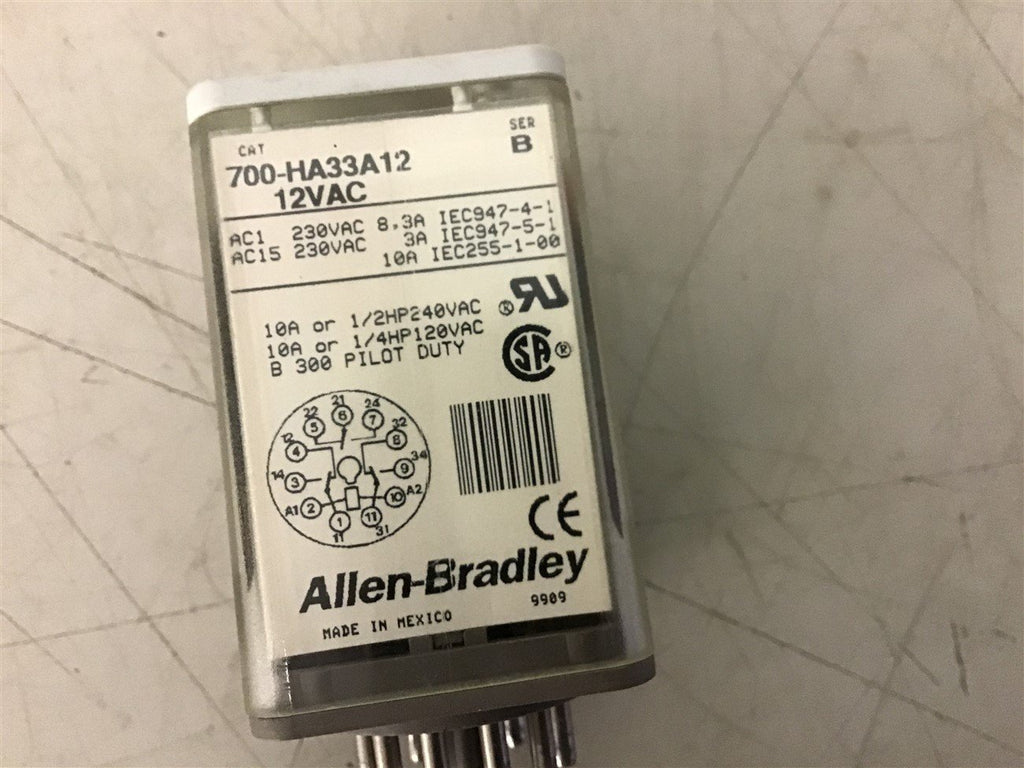 CAT
SER
700-HA33A12
B
12VAC
AC1 230VAC 8,3A IEC947-4-1
AC15 230VAC 3A IEC947-5-1
10A IEC255-1-00
10A or 1/2HP240VAC
10A or 1/4HP120VAC
B 300 PILOT DUTY
RU®
SA®
21
22 6 24
5 7
12 32
4 8
14 3 9 34
A1 2 10 A2
1 11
11 31
CE
Allen-Bradley
MADE IN MEXICO 9909